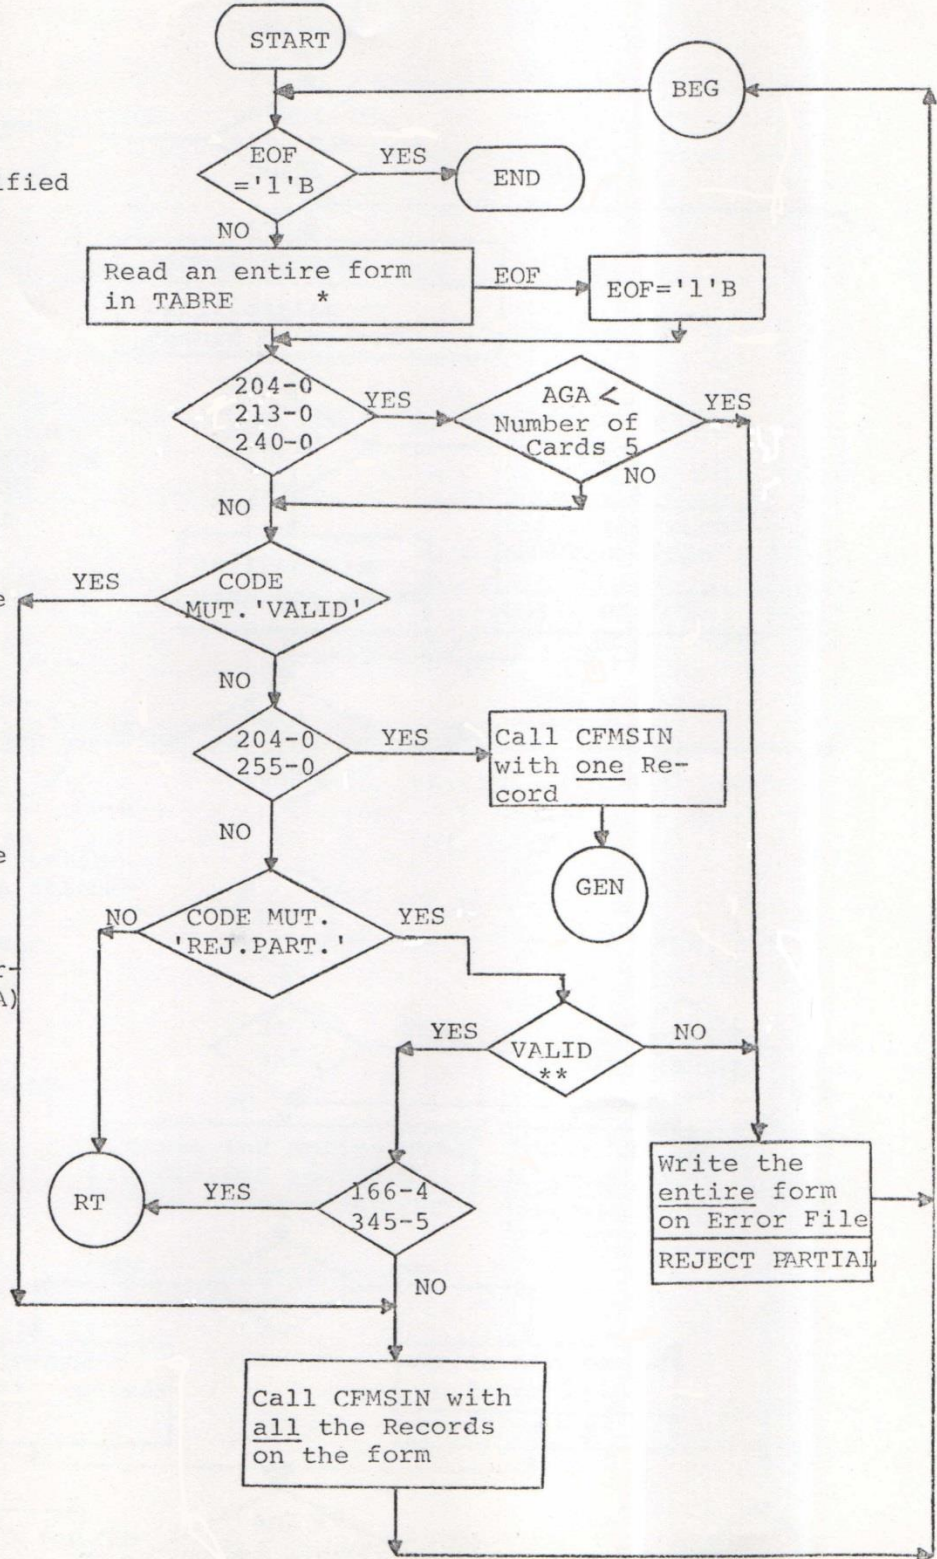 START
BEG
EOF
='1'B
YES
END
ified
NO
Read an entire form
in TABRE *
EOF
EOF='1'B
204-0
213-0
240-0
YES
AGA <
Number of
Cards 5
YES
NO
NO
YES
CODE
MUT.'VALID'
e
NO
204-0
255-0
YES
Call CFMSIN
with one Re-
cord
NO
e
GEN
NO
CODE MUT.
'REJ.PART.'
YES
r-
A)
YES
VALID
**
NO
RT
YES
166-4
345-5
Write the
entire form
on Error File
REJECT PARTIAL
NO
Call CFMSIN with
all the Records
on the form